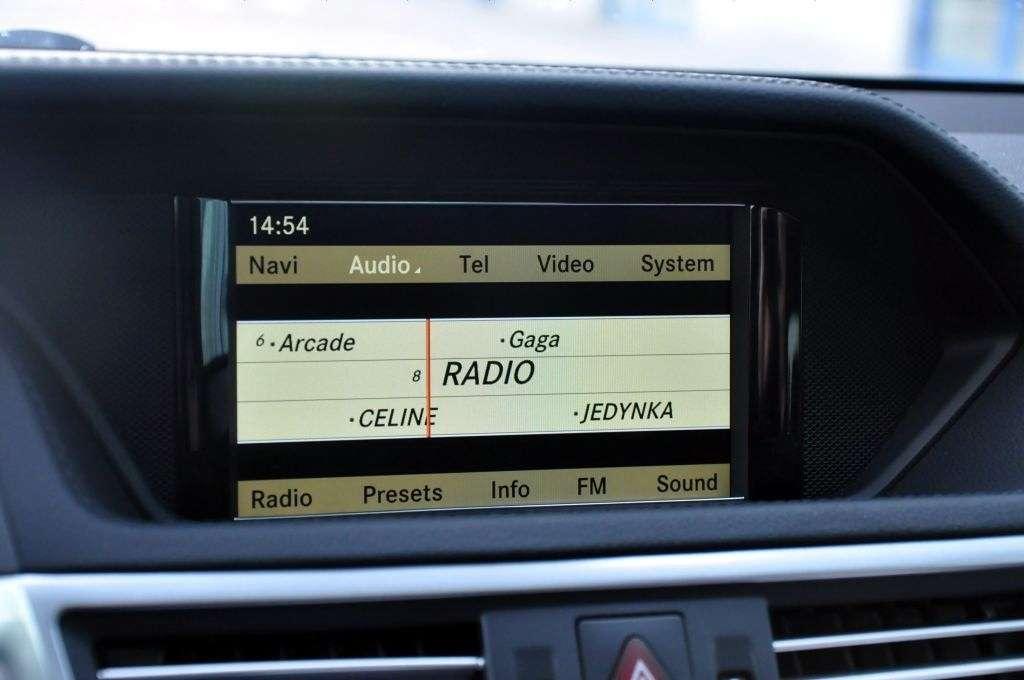 14:54
Navi Audio Tel Video System
6 · Arcade · Gaga
8 RADIO
· CELINE · JEDYNKA
Radio Presets Info FM Sound